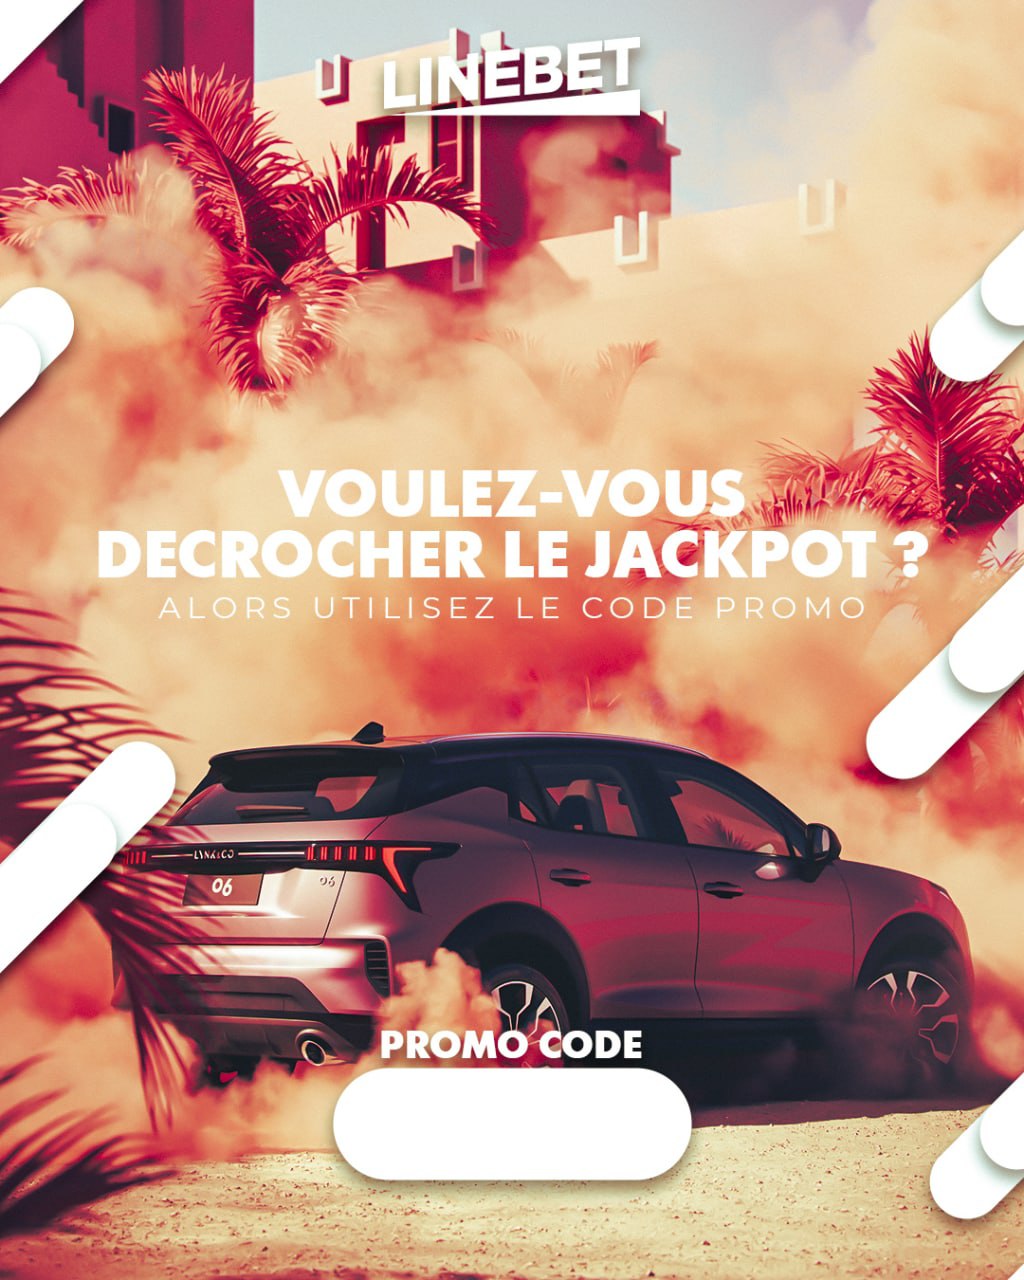 LINEBET
VOULEZ-VOUS
DECROCHER LE JACKPOT ?
ALORS UTILISEZ LE CODE PROMO
LYNK&CO
06
06
PROMO CODE